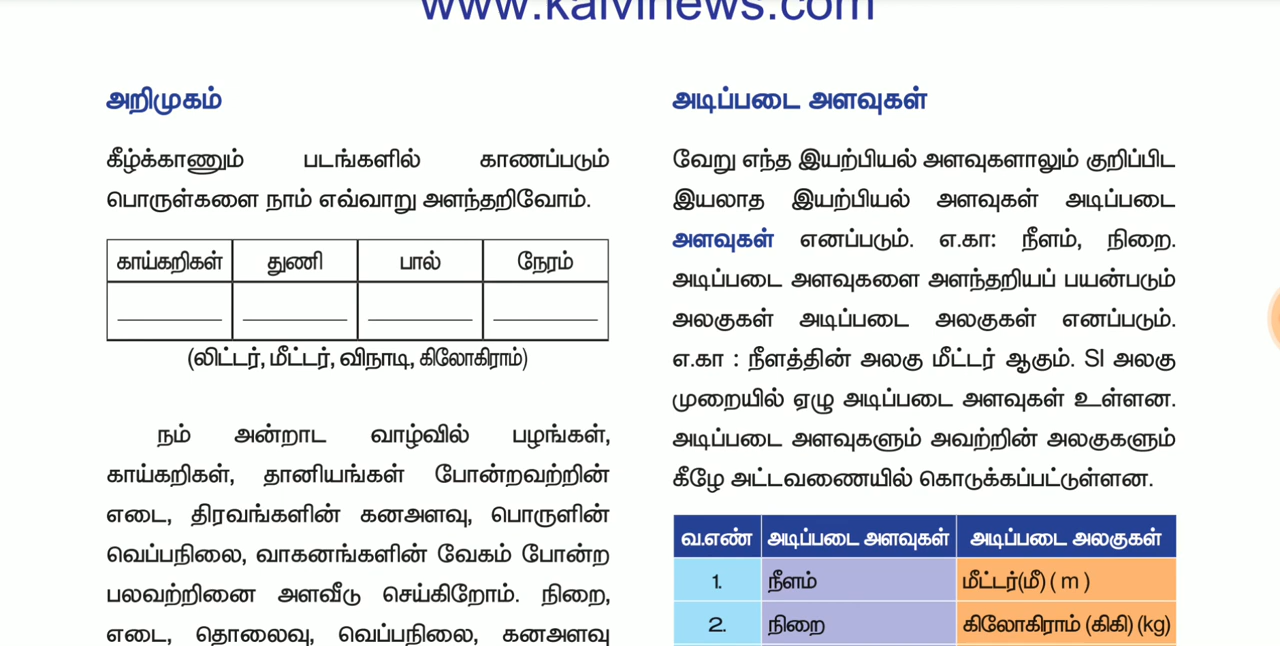 www.kalvinews.com
அறிமுகம்
கீழ்க்காணும் படங்களில் காணப்படும்
பொருள்களை நாம் எவ்வாறு அளந்தறிவோம்.
காய்கறிகள் துணி பால் நேரம்
(லிட்டர், மீட்டர், விநாடி, கிலோகிராம்)
நம் அன்றாட வாழ்வில் பழங்கள்,
காய்கறிகள், தானியங்கள் போன்றவற்றின்
எடை, திரவங்களின் கனஅளவு, பொருளின்
வெப்பநிலை, வாகனங்களின் வேகம் போன்ற
பலவற்றினை அளவீடு செய்கிறோம். நிறை,
எடை, தொலைவு, வெப்பநிலை, கனஅளவு
அடிப்படை அளவுகள்
வேறு எந்த இயற்பியல் அளவுகளாலும் குறிப்பிட
இயலாத இயற்பியல் அளவுகள் அடிப்படை
அளவுகள் எனப்படும். எ.கா: நீளம், நிறை.
அடிப்படை அளவுகளை அளந்தறியப் பயன்படும்
அலகுகள் அடிப்படை அலகுகள் எனப்படும்.
எ.கா : நீளத்தின் அலகு மீட்டர் ஆகும். SI அலகு
முறையில் ஏழு அடிப்படை அளவுகள் உள்ளன.
அடிப்படை அளவுகளும் அவற்றின் அலகுகளும்
கீழே அட்டவணையில் கொடுக்கப்பட்டுள்ளன.
வ.எண் அடிப்படை அளவுகள் அடிப்படை அலகுகள்
1. நீளம் மீட்டர்(மீ) ( m )
2. நிறை கிலோகிராம் (கிகி) (kg)